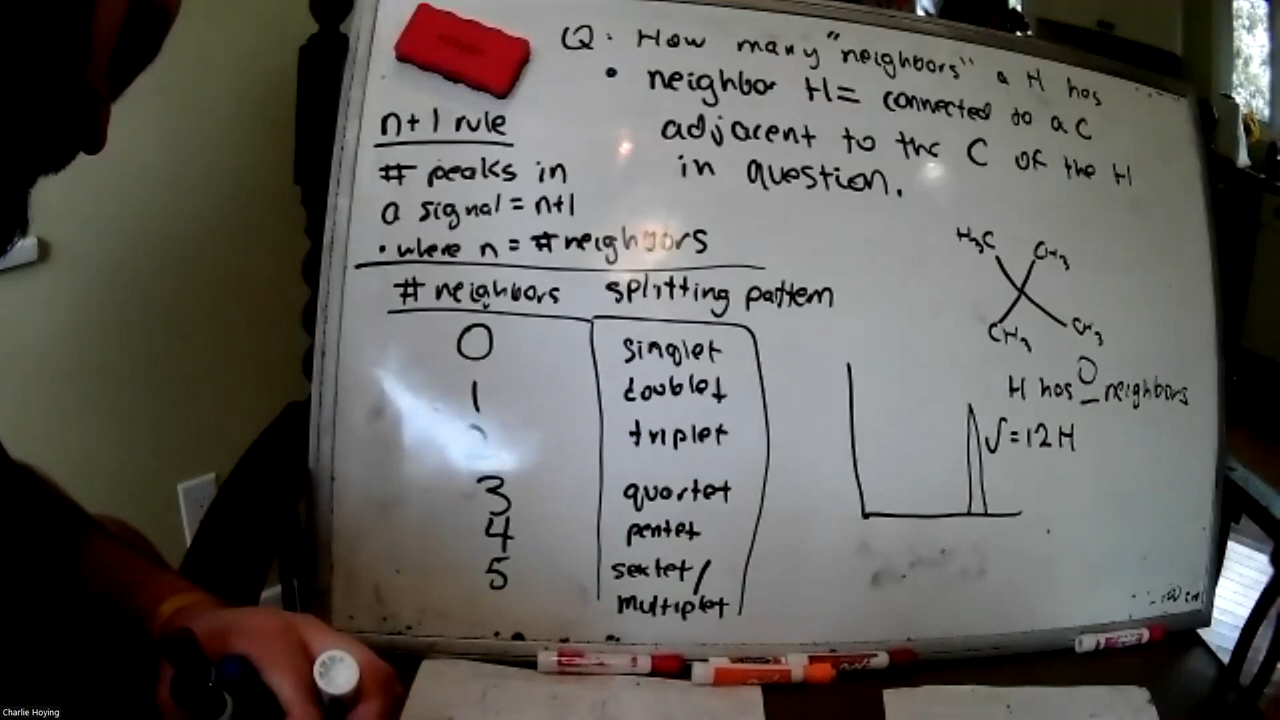 Q: How many "neighbors" a H has
• neighbor H = connected to a C
adjacent to the C of the H
in question.
n+1 rule
# peaks in
a signal = n+1
• where n = # neighbors
# neighbors splitting pattern
0 singlet
1 doublet
triplet
3 quartet
4 pentet
5 sextet/
multiplet
H3C CH3
CH3 CH3
H has 0 neighbors
∫ = 12H
Charlie Hoying